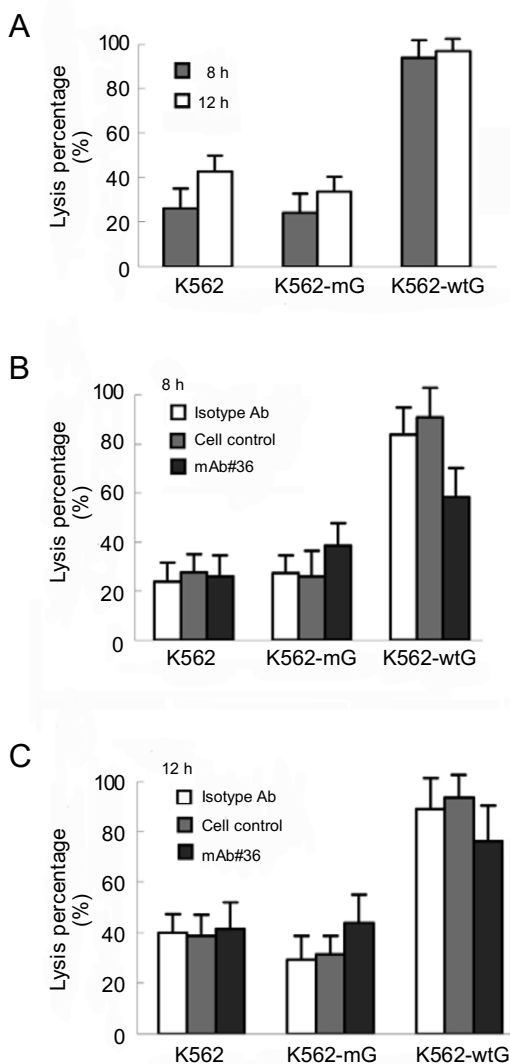 A
Lysis percentage
(%)
100
80
60
40
20
0
8 h
12 h
K562 K562-mG K562-wtG
B
Lysis percentage
(%)
100
80
60
40
20
0
8 h
Isotype Ab
Cell control
mAb#36
K562 K562-mG K562-wtG
C
Lysis percentage
(%)
100
80
60
40
20
0
12 h
Isotype Ab
Cell control
mAb#36
K562 K562-mG K562-wtG